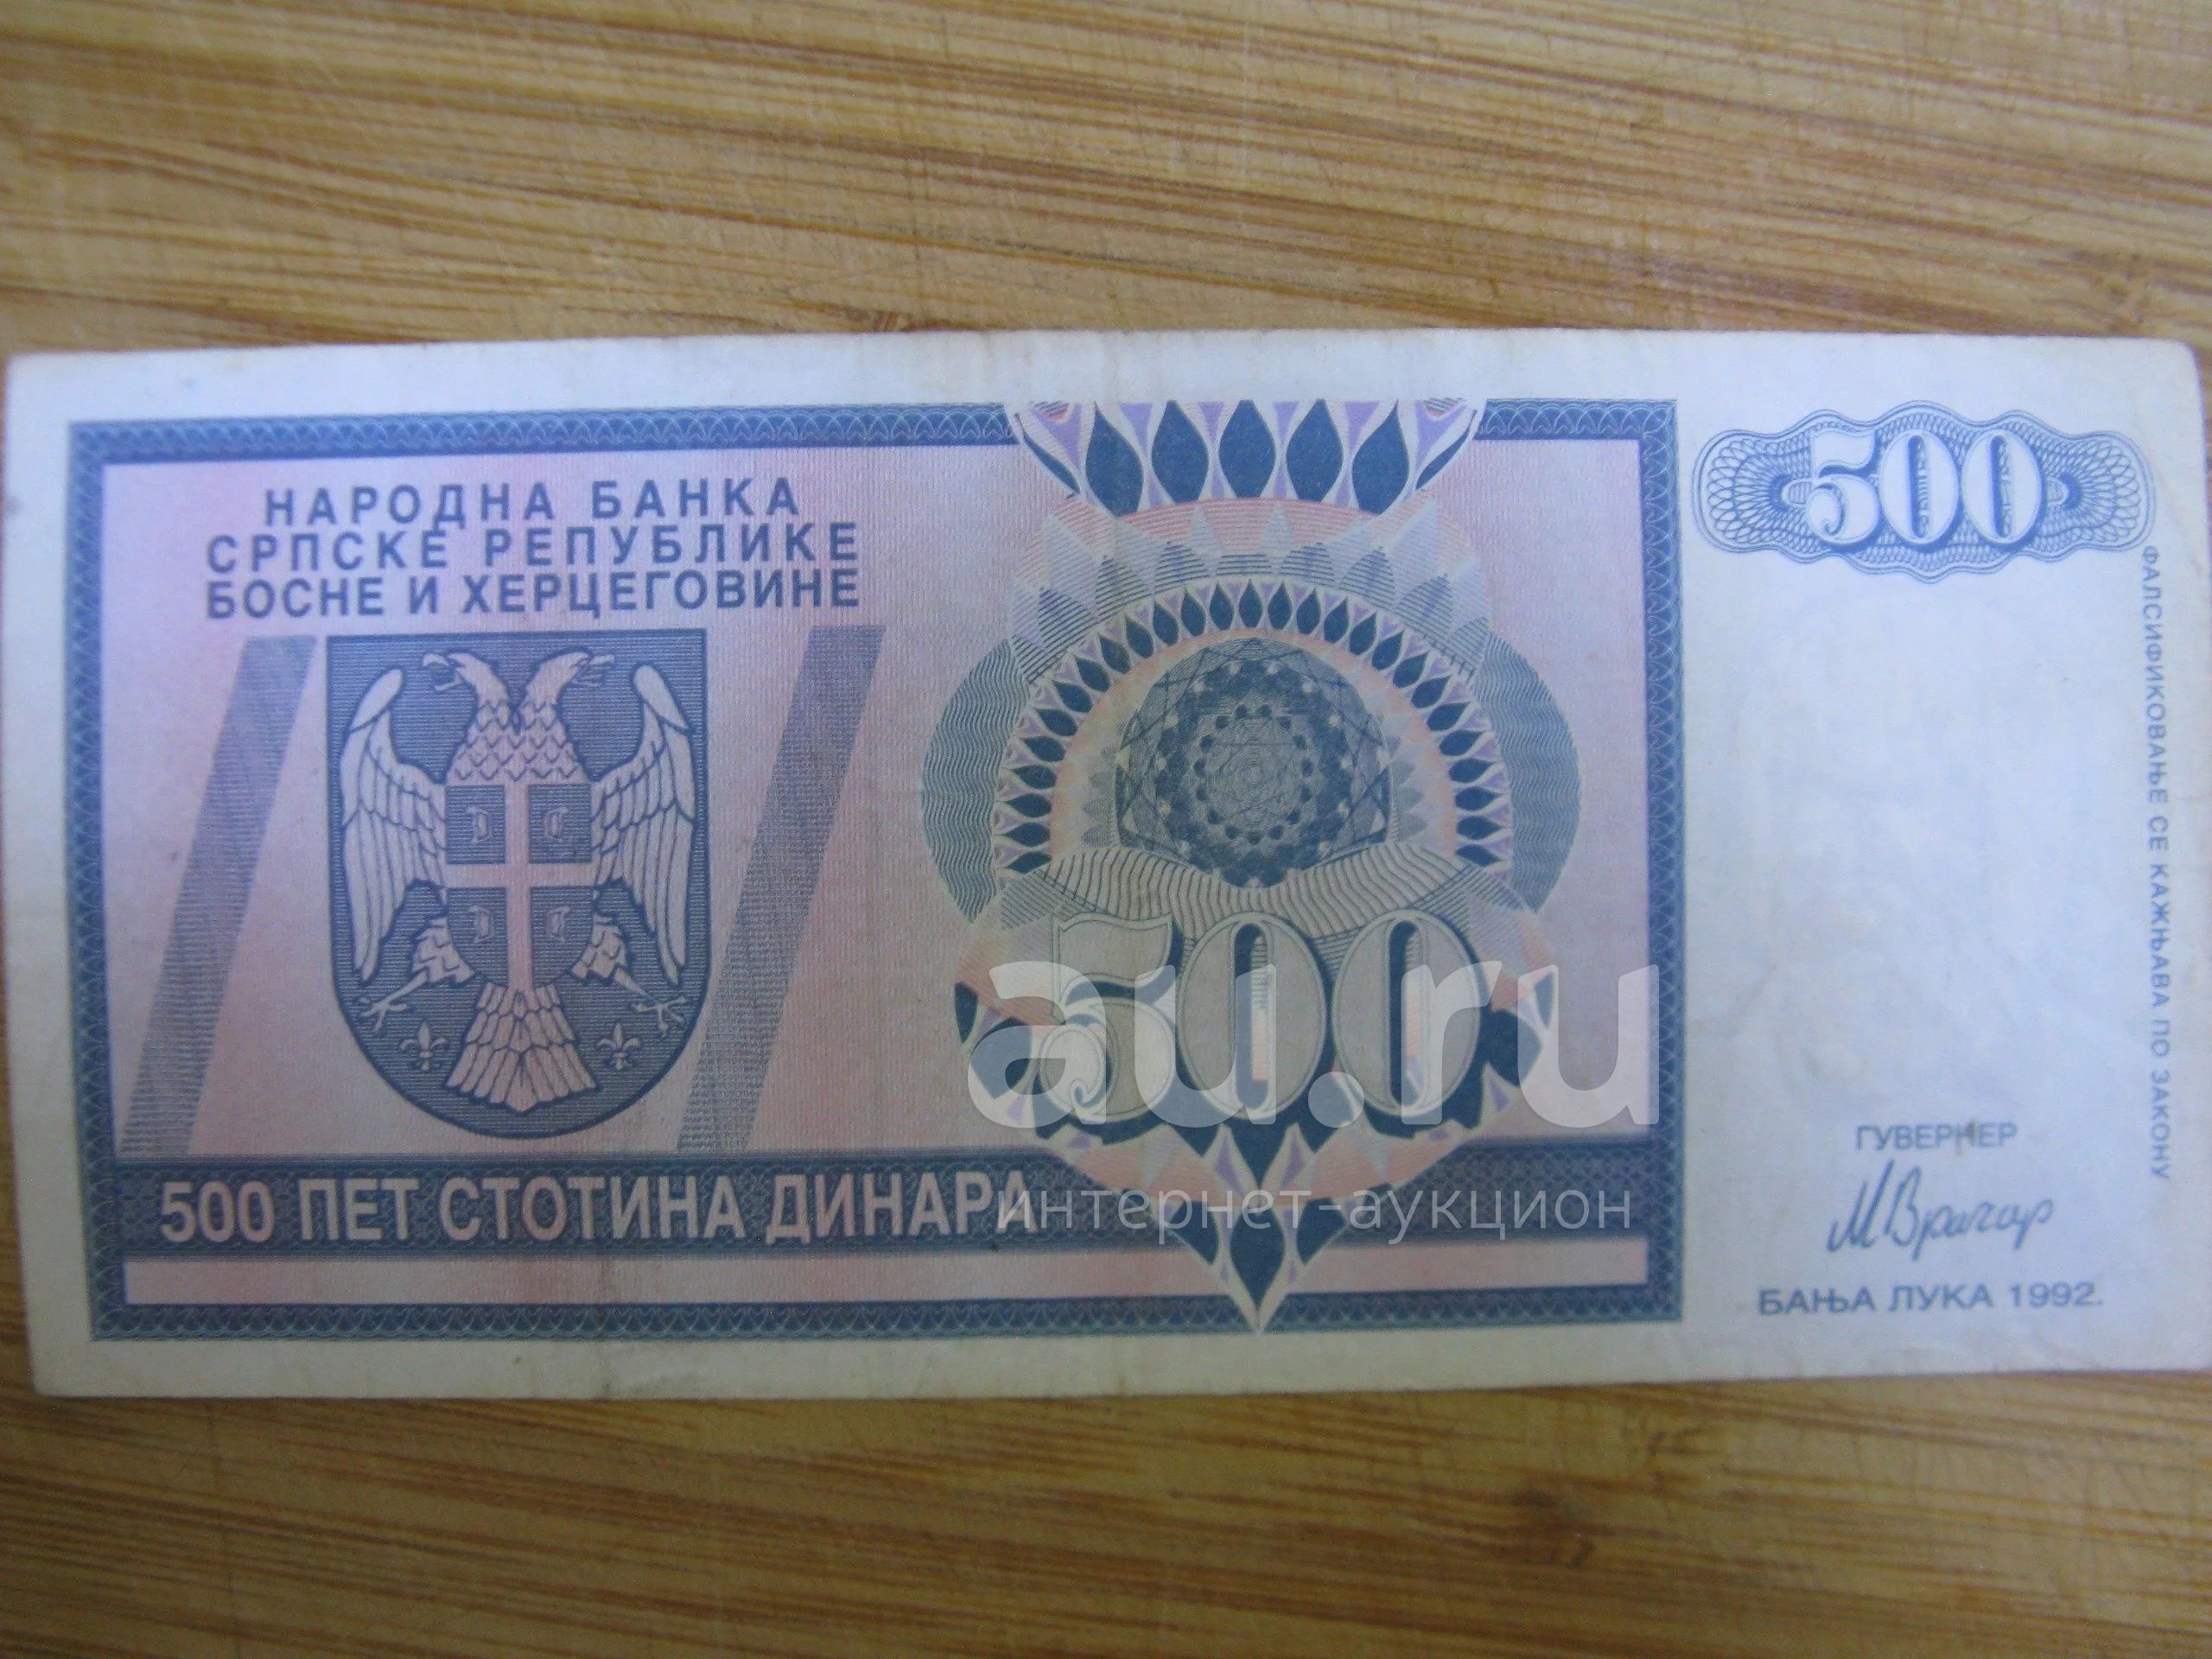 НАРОДНА БАНКА
СРПСКЕ РЕПУБЛИКЕ
БОСНЕ И ХЕРЦЕГОВИНЕ
500
ФАЛСИФИКОВАЊЕ СЕ КАЖЊАВА ПО ЗАКОНУ
500
au.ru
интернет-аукцион
500 ПЕТ СТОТИНА ДИНАРА
ГУВЕРНЕР
М Врачар
БАЊА ЛУКА 1992.